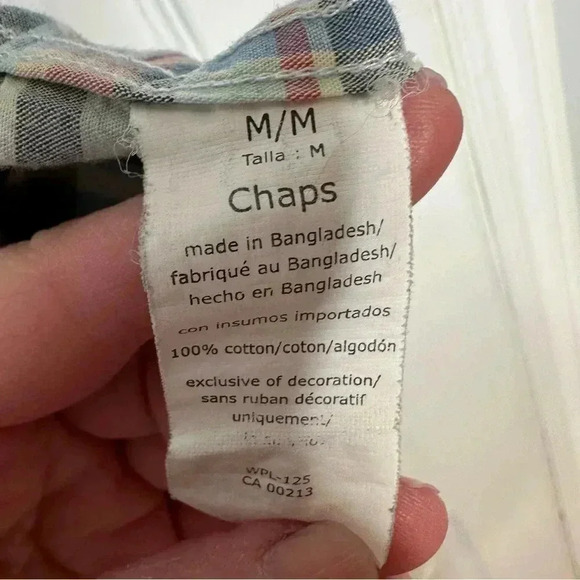 M/M
Talla : M
Chaps
made in Bangladesh/
fabriqué au Bangladesh/
hecho en Bangladesh
con insumos importados
100% cotton/coton/algodón
exclusive of decoration/
sans ruban décoratif
uniquement/
WPL-125
CA 00213